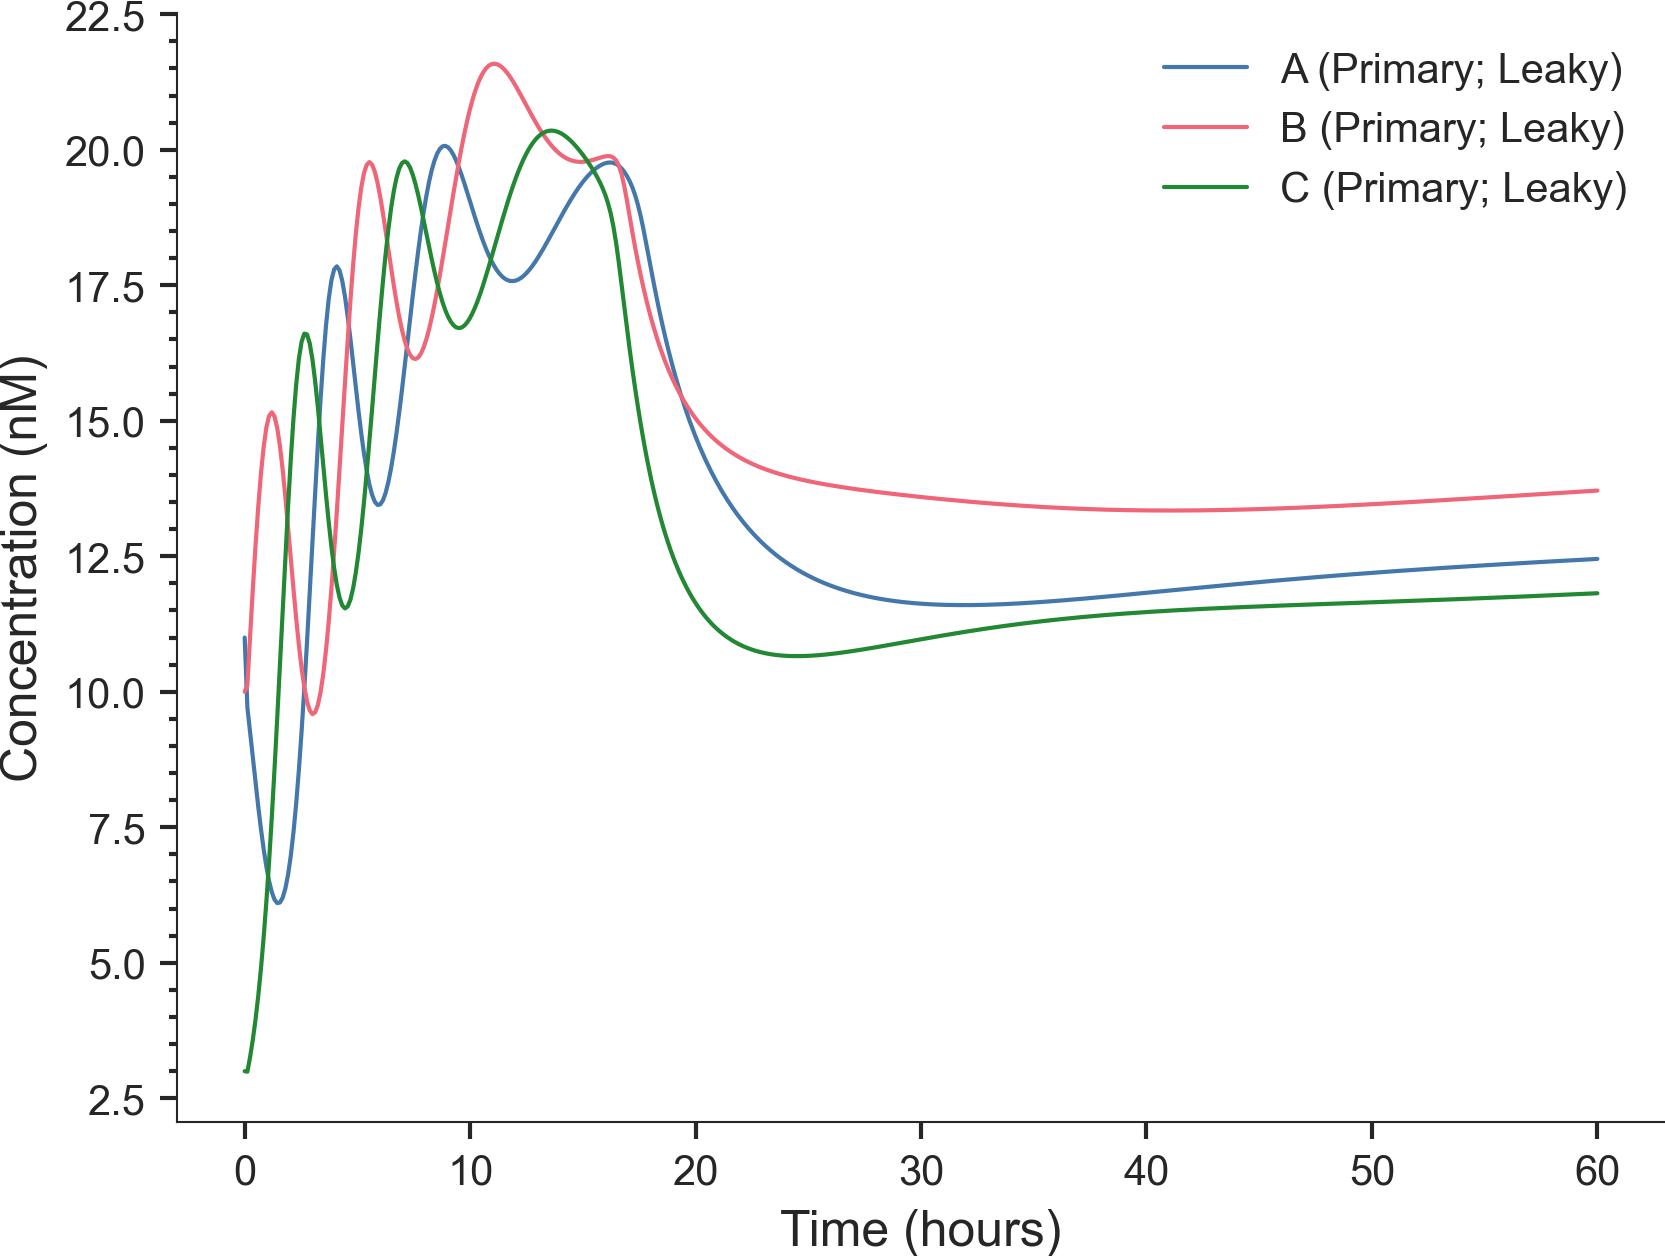 22.5
20.0
17.5
15.0
12.5
10.0
7.5
5.0
2.5
Concentration (nM)
A (Primary; Leaky)
B (Primary; Leaky)
C (Primary; Leaky)
0 10 20 30 40 50 60
Time (hours)